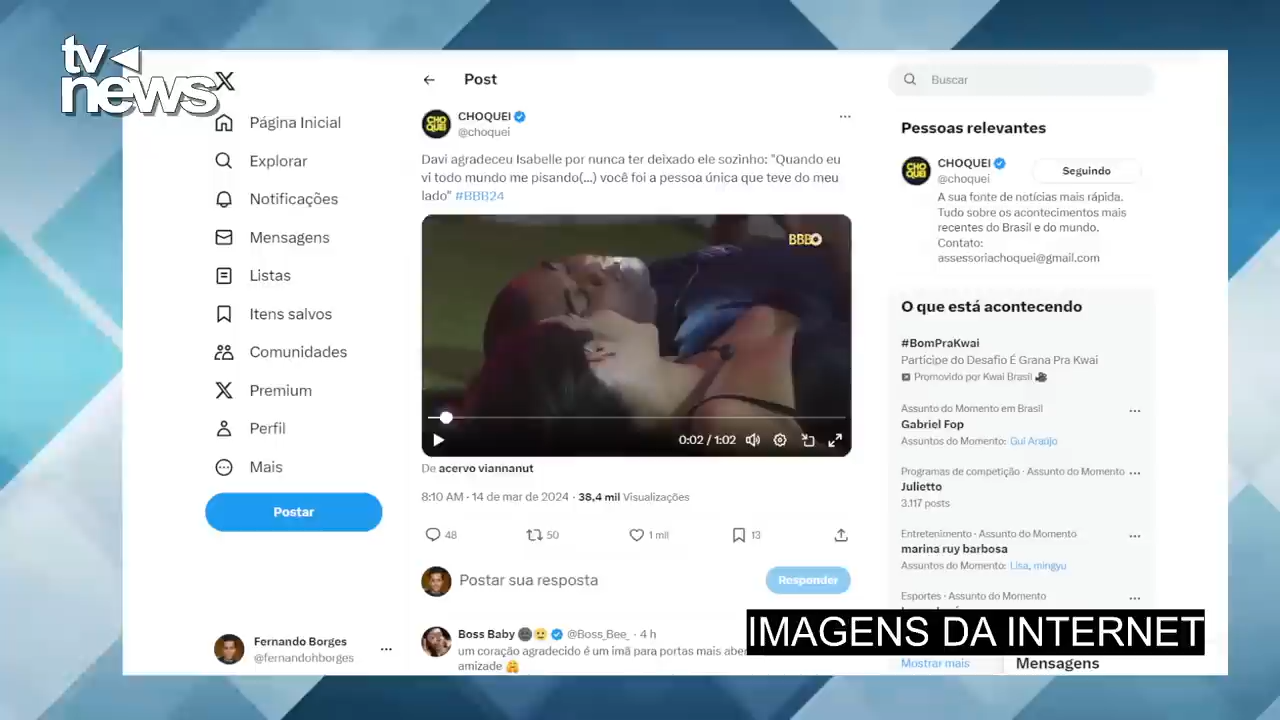 tv
news
Página Inicial
Explorar
Notificações
Mensagens
Listas
Itens salvos
Comunidades
Premium
Perfil
Mais
Postar
Fernando Borges
@fernandohborges
Post
CHOQUEI
@choquei
Davi agradeceu Isabelle por nunca ter deixado ele sozinho: "Quando eu
vi todo mundo me pisando(...) você foi a pessoa única que teve do meu
lado" #BBB24
BBB
0:02 / 1:02
De acervo viannanut
8:10 AM · 14 de mar de 2024 · 38,4 mil Visualizações
48
50
1 mil
13
Postar sua resposta
Responder
Boss Baby @Boss_Bee_ · 4 h
um coração agradecido é um imã para portas mais
amizade
Buscar
Pessoas relevantes
CHOQUEI
@choquei
Seguindo
A sua fonte de notícias mais rápida.
Tudo sobre os acontecimentos mais
recentes do Brasil e do mundo.
Contato:
assessoriachoquei@gmail.com
O que está acontecendo
#BomPraKwai
Participe do Desafio É Grana Pra Kwai
Promovido por Kwai Brasil
Assunto do Momento em Brasil
Gabriel Fop
Assuntos do Momento: Gui Araújo
Programas de competição · Assunto do Momento
Julietto
3.117 posts
Entretenimento · Assunto do Momento
marina ruy barbosa
Assuntos do Momento: Lisa, mingyu
Esportes · Assunto do Momento
IMAGENS DA INTERNET
Mostrar mais
Mensagens